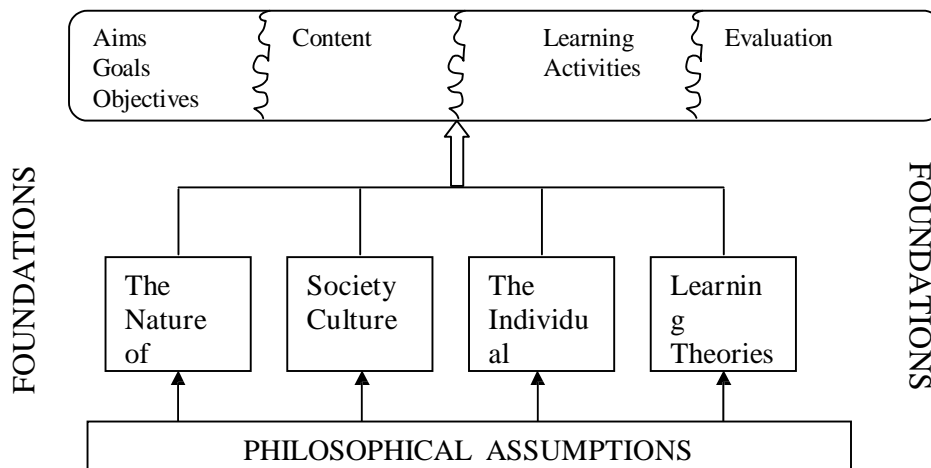 Aims
Goals
Objectives
Content
Learning
Activities
Evaluation
FOUNDATIONS
FOUNDATIONS
The
Nature
of
Society
Culture
The
Individu
al
Learnin
g
Theories
PHILOSOPHICAL ASSUMPTIONS